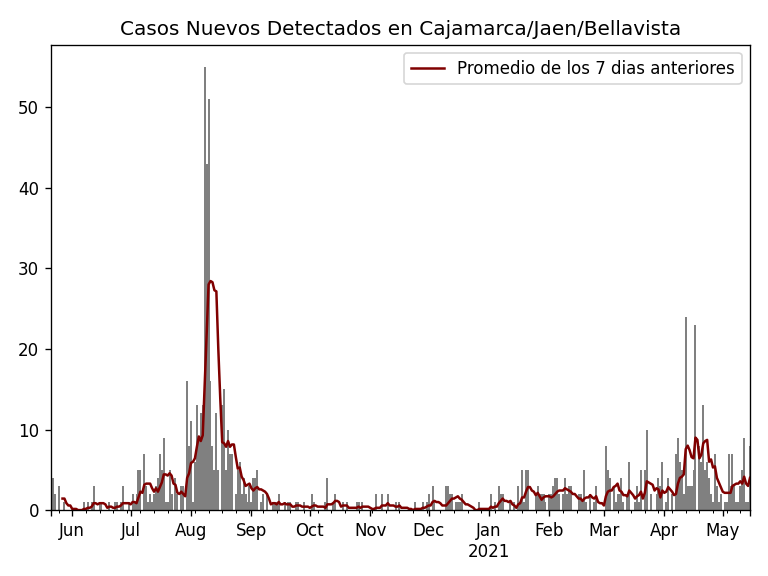 Casos Nuevos Detectados en Cajamarca/Jaen/Bellavista
Promedio de los 7 dias anteriores
50
40
30
20
10
0
Jun Jul Aug Sep Oct Nov Dec Jan Feb Mar Apr May
2021